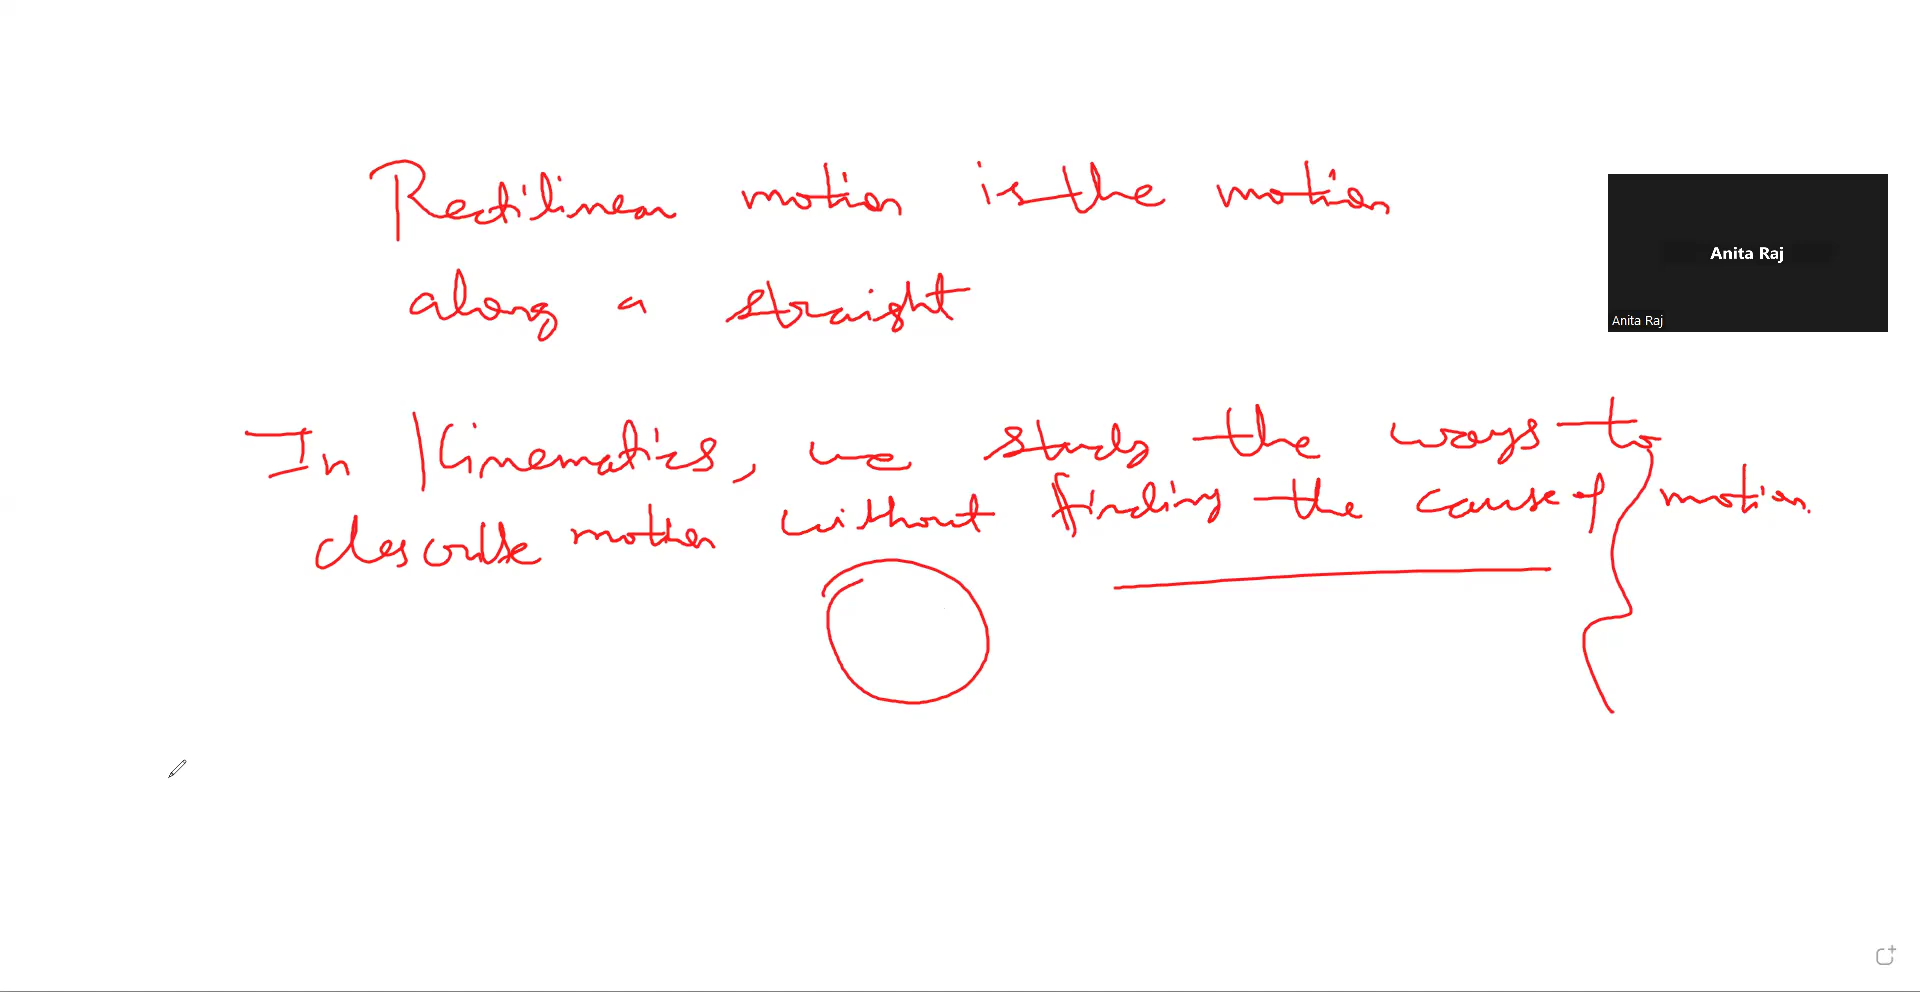 Rectilinear motion is the motion
along a straight
In Kinematics, we study the ways to
describe motion without finding the cause of motion.
Anita Raj
Anita Raj